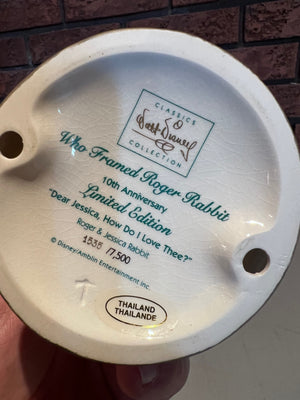 CLASSICS
Walt Disney
COLLECTION
Who Framed Roger Rabbit
10th Anniversary
Limited Edition
"Dear Jessica, How Do I Love Thee?"
Roger & Jessica Rabbit
1535 /7,500
© Disney/Amblin Entertainment Inc.
THAILAND
THAILANDE